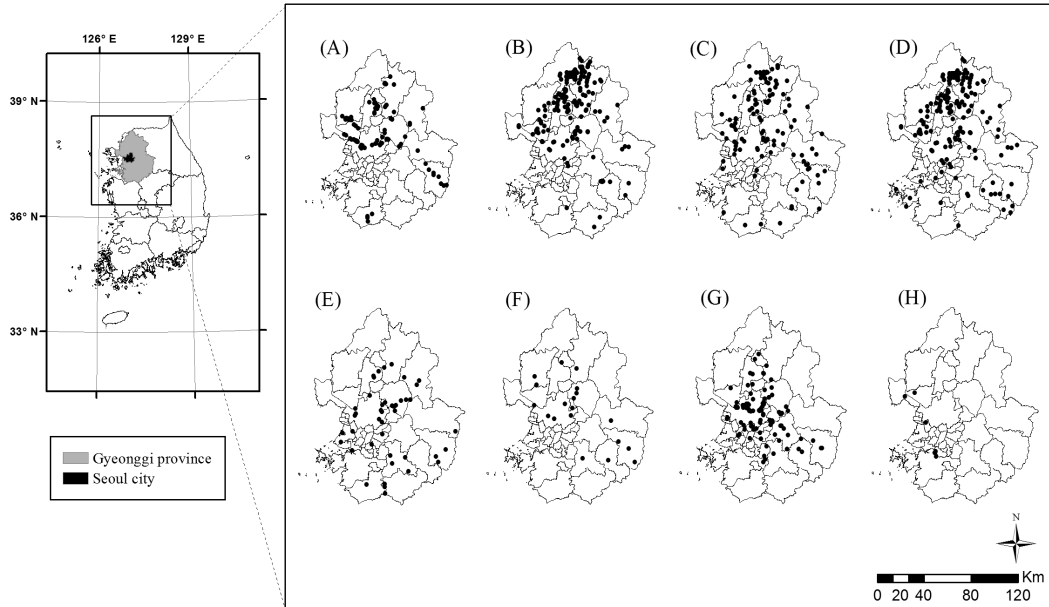 126° E 129° E
39° N
36° N
33° N
Gyeonggi province
Seoul city
(A) (B) (C) (D)
(E) (F) (G) (H)
N
Km
0 20 40 80 120